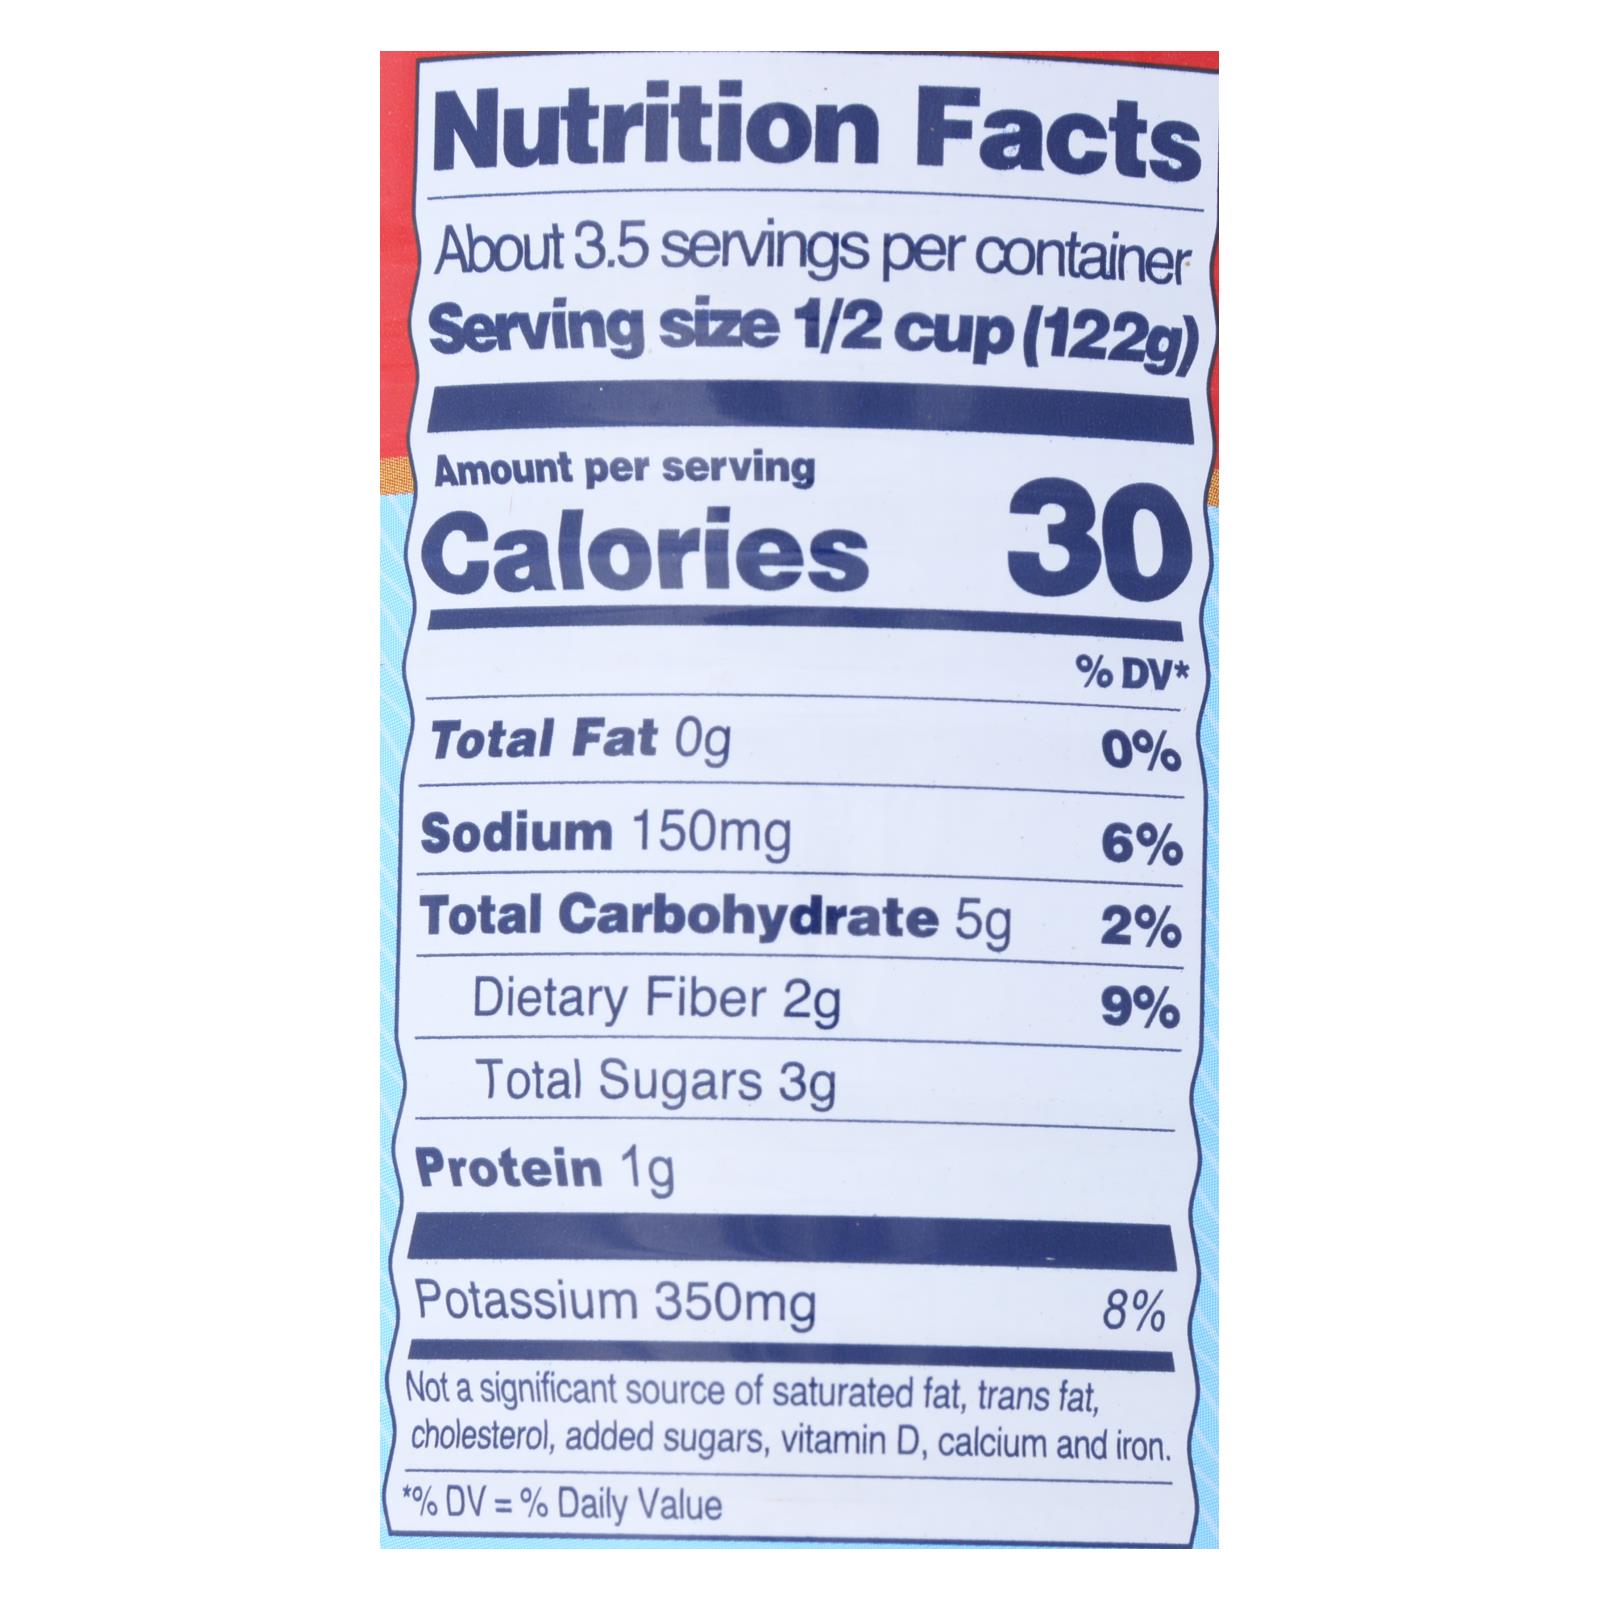 Nutrition Facts
About 3.5 servings per container
Serving size 1/2 cup (122g)
Amount per serving
Calories 30
% DV*
Total Fat 0g 0%
Sodium 150mg 6%
Total Carbohydrate 5g 2%
Dietary Fiber 2g 9%
Total Sugars 3g
Protein 1g
Potassium 350mg 8%
Not a significant source of saturated fat, trans fat,
cholesterol, added sugars, vitamin D, calcium and iron.
*% DV = % Daily Value